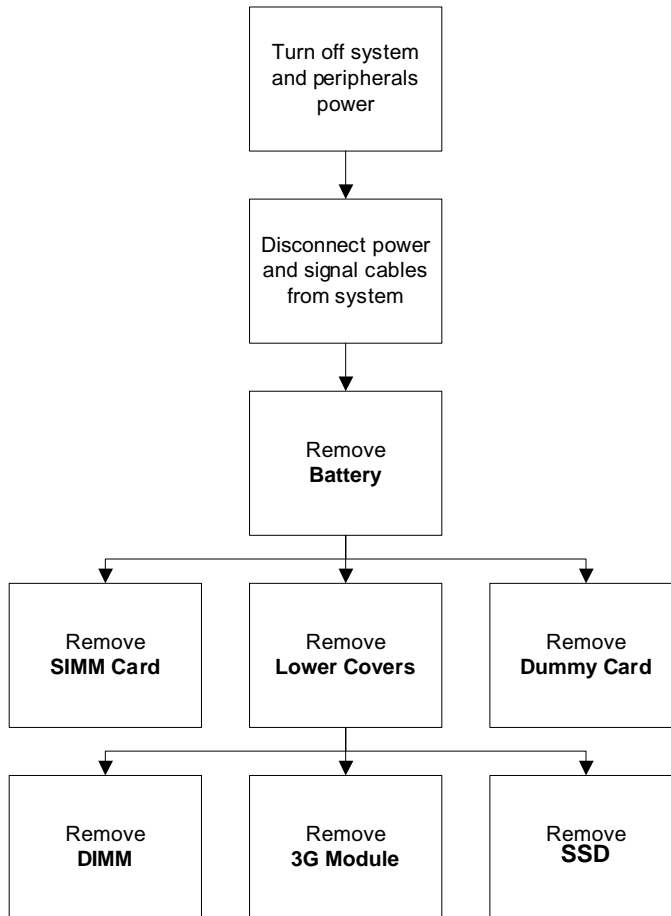 Turn off system
and peripherals
power
Disconnect power
and signal cables
from system
Remove
Battery
Remove
SIMM Card
Remove
Lower Covers
Remove
Dummy Card
Remove
DIMM
Remove
3G Module
Remove
SSD